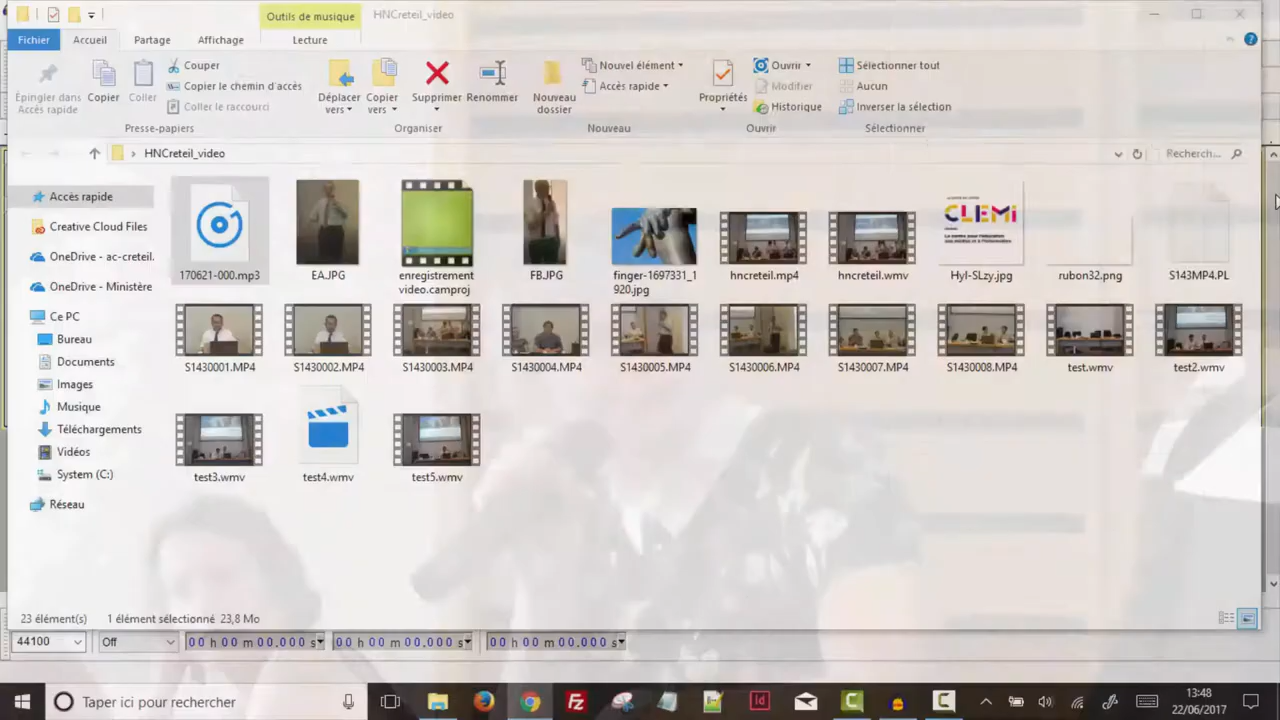 Outils de musique
HNCreteil_video
Fichier
Accueil
Partage
Affichage
Lecture
Épingler dans
Accès rapide
Copier
Coller
Couper
Copier le chemin d'accès
Coller le raccourci
Presse-papiers
Déplacer
vers
Copier
vers
Supprimer
Renommer
Organiser
Nouveau
dossier
Nouvel élément
Accès rapide
Nouveau
Propriétés
Ouvrir
Modifier
Historique
Ouvrir
Sélectionner tout
Aucun
Inverser la sélection
Sélectionner
HNCreteil_video
Recherch...
Accès rapide
Creative Cloud Files
OneDrive - ac-creteil.
OneDrive - Ministère
Ce PC
Bureau
Documents
Images
Musique
Téléchargements
Vidéos
System (C:)
Réseau
CLEMI
170621-000.mp3
EA.JPG
enregistrement
video.camproj
FB.JPG
finger-1697331_1
920.jpg
hncreteil.mp4
hncreteil.wmv
HyI-SLzy.jpg
rubon32.png
S143MP4.PL
S1430001.MP4
S1430002.MP4
S1430003.MP4
S1430004.MP4
S1430005.MP4
S1430006.MP4
S1430007.MP4
S1430008.MP4
test.wmv
test2.wmv
test3.wmv
test4.wmv
test5.wmv
23 élément(s)
1 élément sélectionné 23,8 Mo
44100
Off
00 h 00 m 00.000 s
00 h 00 m 00.000 s
00 h 00 m 00.000 s
Taper ici pour rechercher
Fz
Id
C
C
13:48
22/06/2017